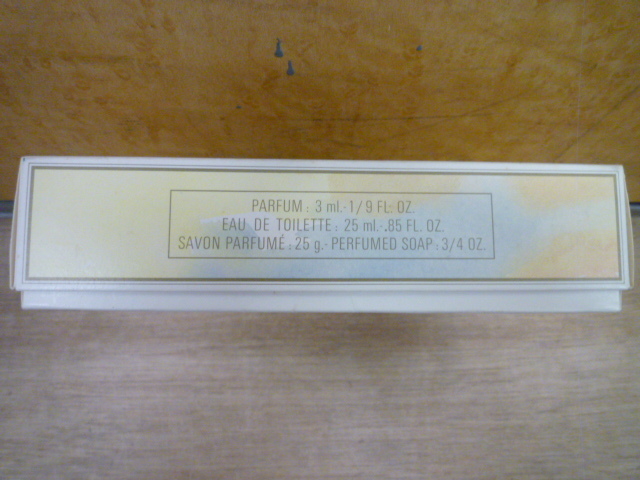 PARFUM : 3 ml.-1/9 FL. OZ.
EAU DE TOILETTE : 25 ml.-.85 FL. OZ.
SAVON PARFUMÉ : 25 g.- PERFUMED SOAP : 3/4 OZ.